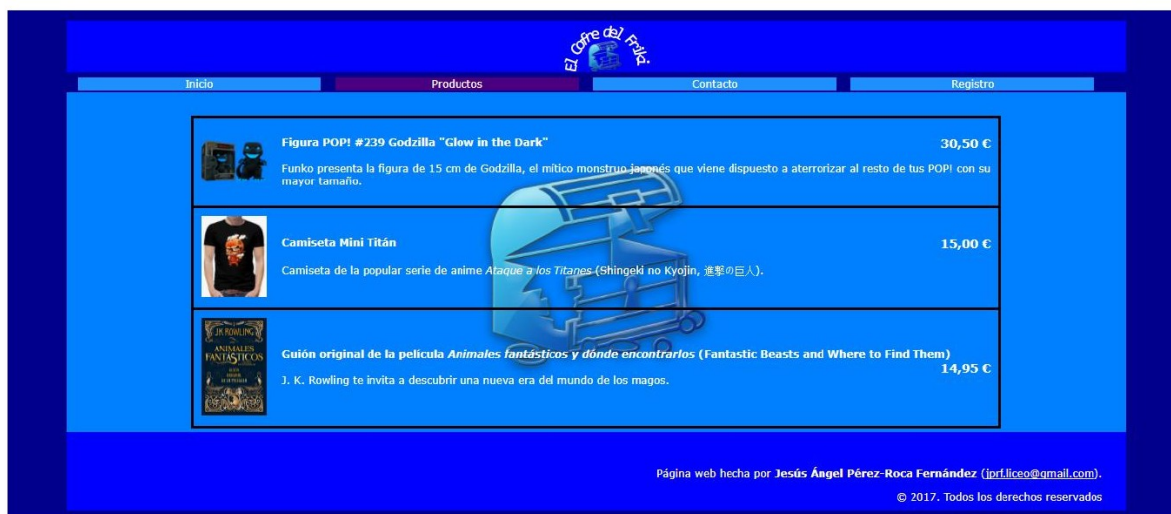 El Cofre del Friki
Inicio
Productos
Contacto
Registro
Figura POP! #239 Godzilla "Glow in the Dark"
30,50 €
Funko presenta la figura de 15 cm de Godzilla, el mítico monstruo japonés que viene dispuesto a aterrorizar al resto de tus POP! con su
mayor tamaño.
Camiseta Mini Titán
15,00 €
Camiseta de la popular serie de anime Ataque a los Titanes (Shingeki no Kyojin, 進撃の巨人).
J.K. ROWLING
ANIMALES
FANTÁSTICOS
Guión original de la película Animales fantásticos y dónde encontrarlos (Fantastic Beasts and Where to Find Them)
14,95 €
J. K. Rowling te invita a descubrir una nueva era del mundo de los magos.
Página web hecha por Jesús Ángel Pérez-Roca Fernández (jprf.liceo@gmail.com).
© 2017. Todos los derechos reservados